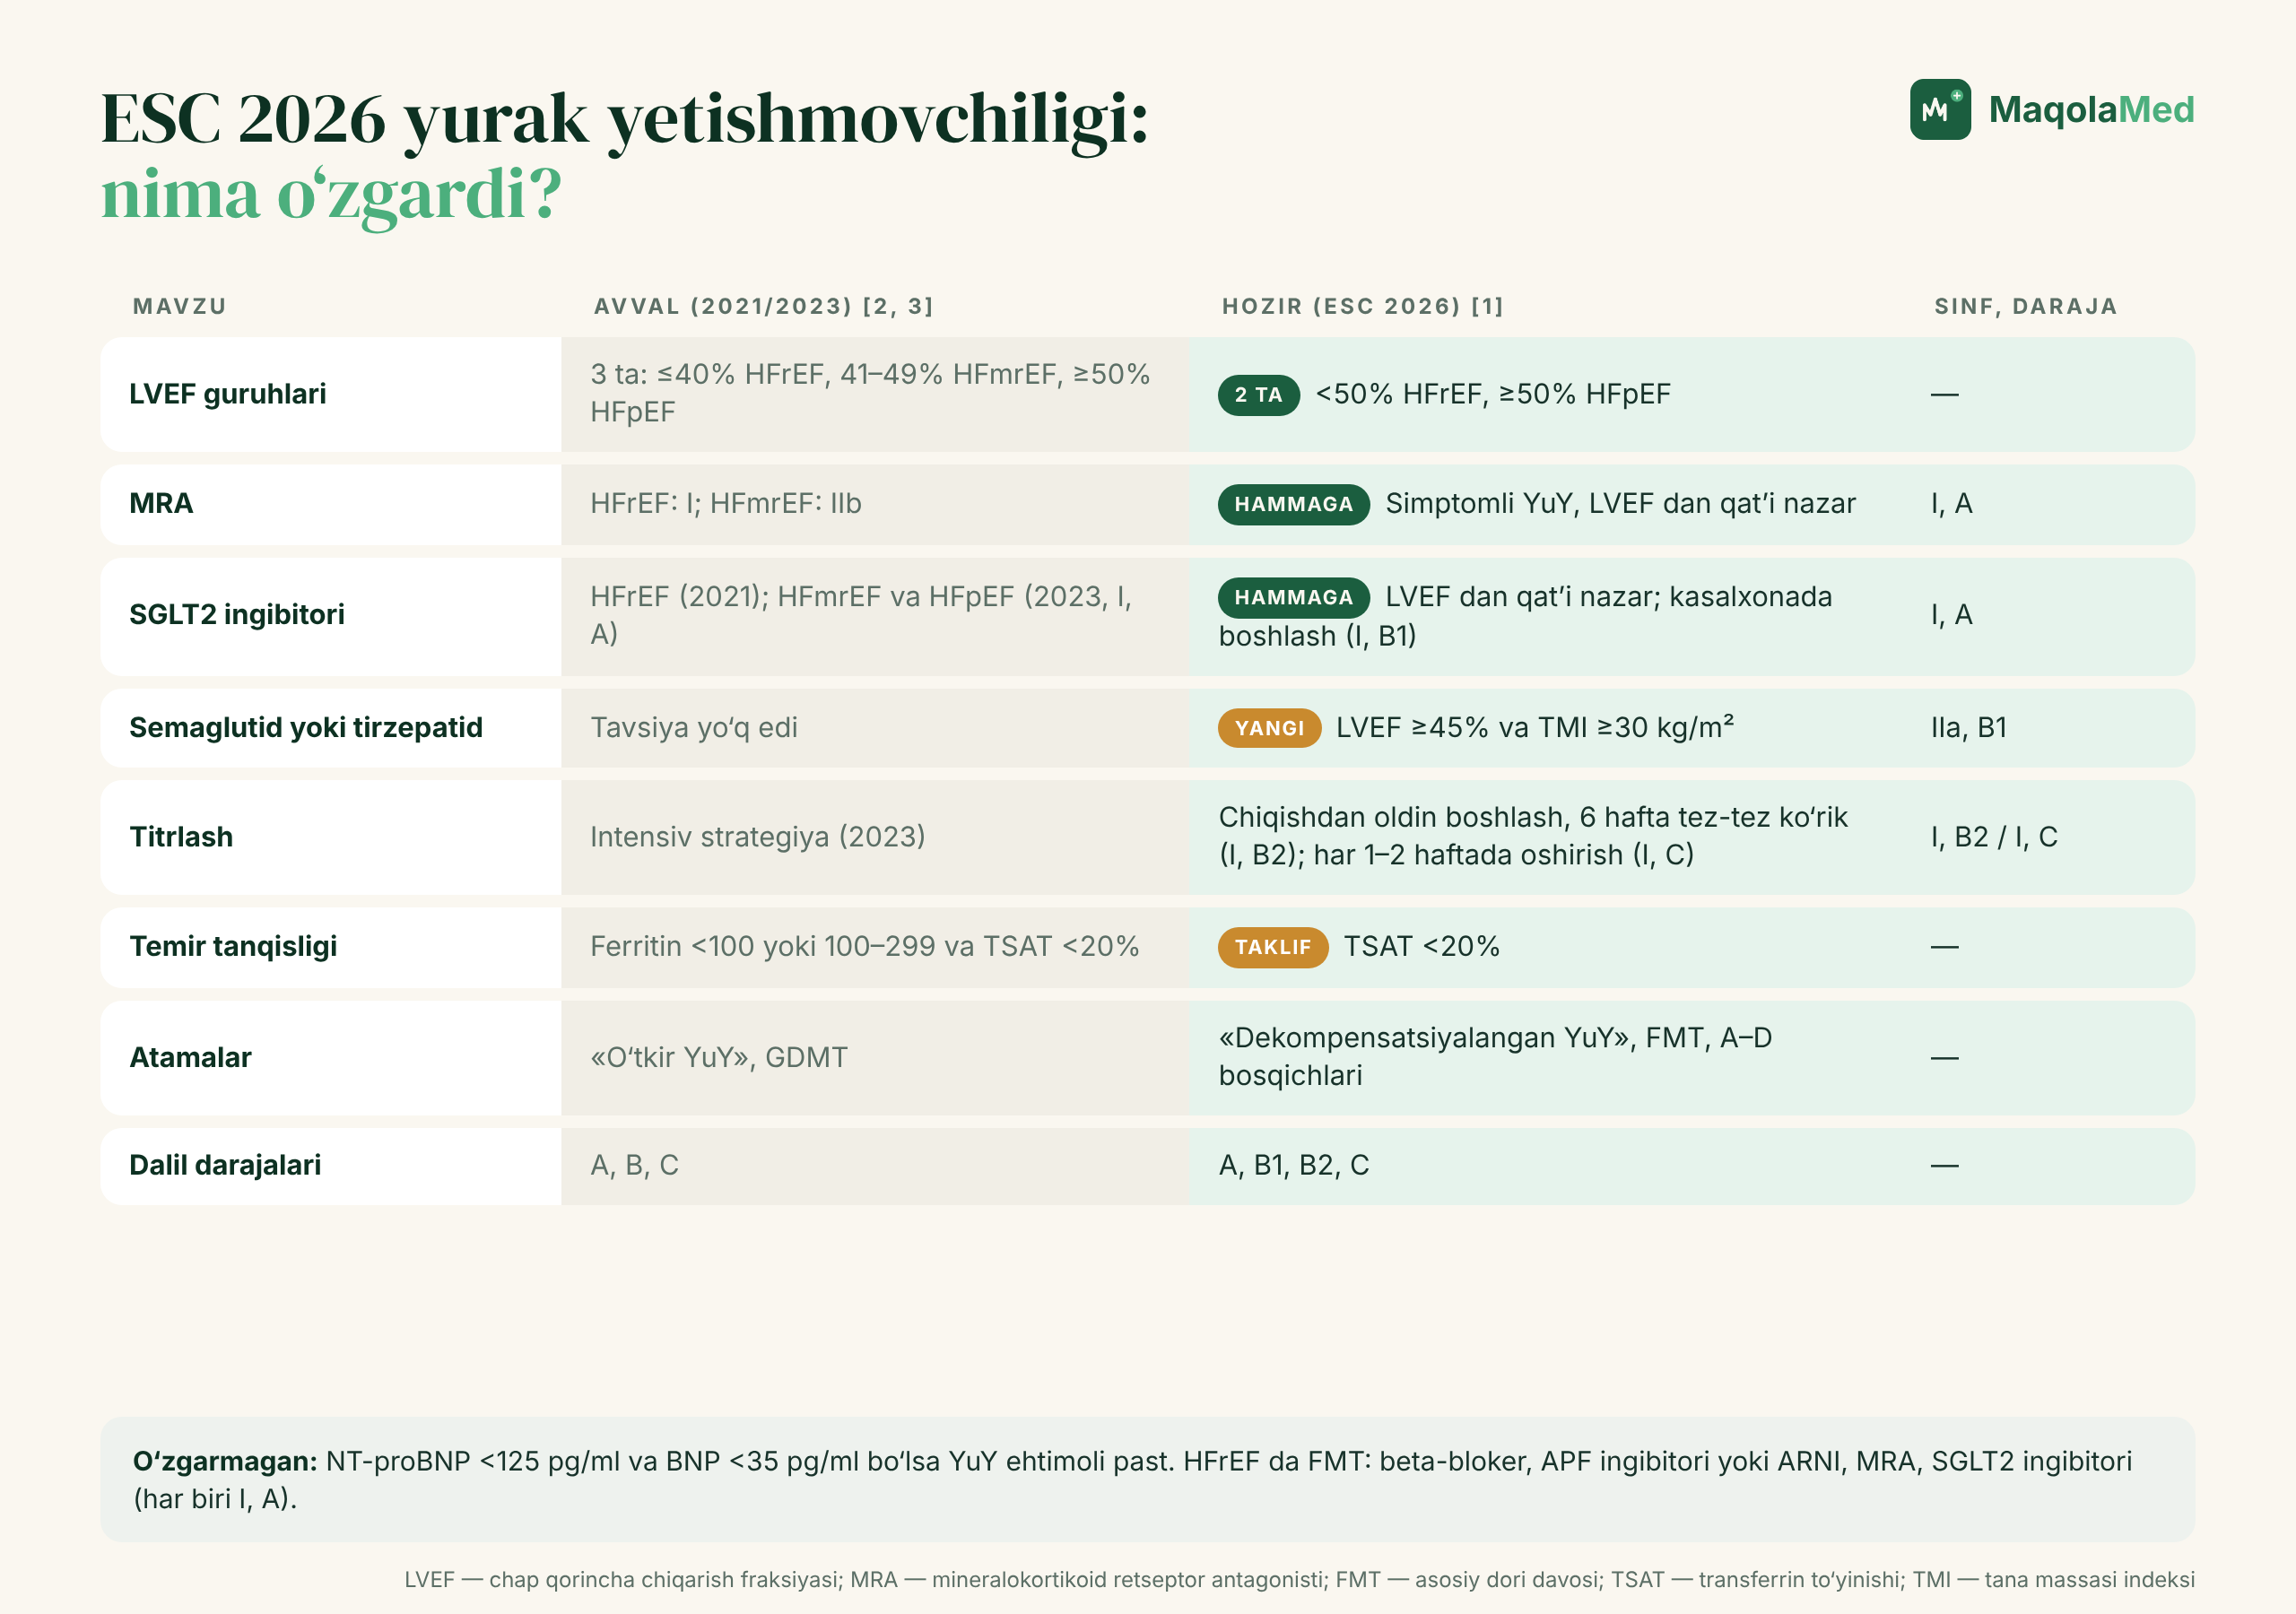 ESC 2026 yurak yetishmovchiligi:
nima oʻzgardi?
MaqolaMed
MAVZU
AVVAL (2021/2023) [2, 3]
HOZIR (ESC 2026) [1]
SINF, DARAJA
LVEF guruhlari
3 ta: ≤40% HFrEF, 41–49% HFmrEF, ≥50%
HFpEF
2 TA <50% HFrEF, ≥50% HFpEF
—
MRA
HFrEF: I; HFmrEF: IIb
HAMMAGA Simptomli YuY, LVEF dan qatʼi nazar
I, A
SGLT2 ingibitori
HFrEF (2021); HFmrEF va HFpEF (2023, I,
A)
HAMMAGA LVEF dan qatʼi nazar; kasalxonada
boshlash (I, B1)
I, A
Semaglutid yoki tirzepatid
Tavsiya yoʻq edi
YANGI LVEF ≥45% va TMI ≥30 kg/m²
IIa, B1
Titrlash
Intensiv strategiya (2023)
Chiqishdan oldin boshlash, 6 hafta tez-tez koʻrik
(I, B2); har 1–2 haftada oshirish (I, C)
I, B2 / I, C
Temir tanqisligi
Ferritin <100 yoki 100–299 va TSAT <20%
TAKLIF TSAT <20%
—
Atamalar
«Oʻtkir YuY», GDMT
«Dekompensatsiyalangan YuY», FMT, A–D
bosqichlari
—
Dalil darajalari
A, B, C
A, B1, B2, C
—
Oʻzgarmagan: NT-proBNP <125 pg/ml va BNP <35 pg/ml boʻlsa YuY ehtimoli past. HFrEF da FMT: beta-bloker, APF ingibitori yoki ARNI, MRA, SGLT2 ingibitori
(har biri I, A).
LVEF — chap qorincha chiqarish fraksiyasi; MRA — mineralokortikoid retseptor antagonisti; FMT — asosiy dori davosi; TSAT — transferrin toʻyinishi; TMI — tana massasi indeksi